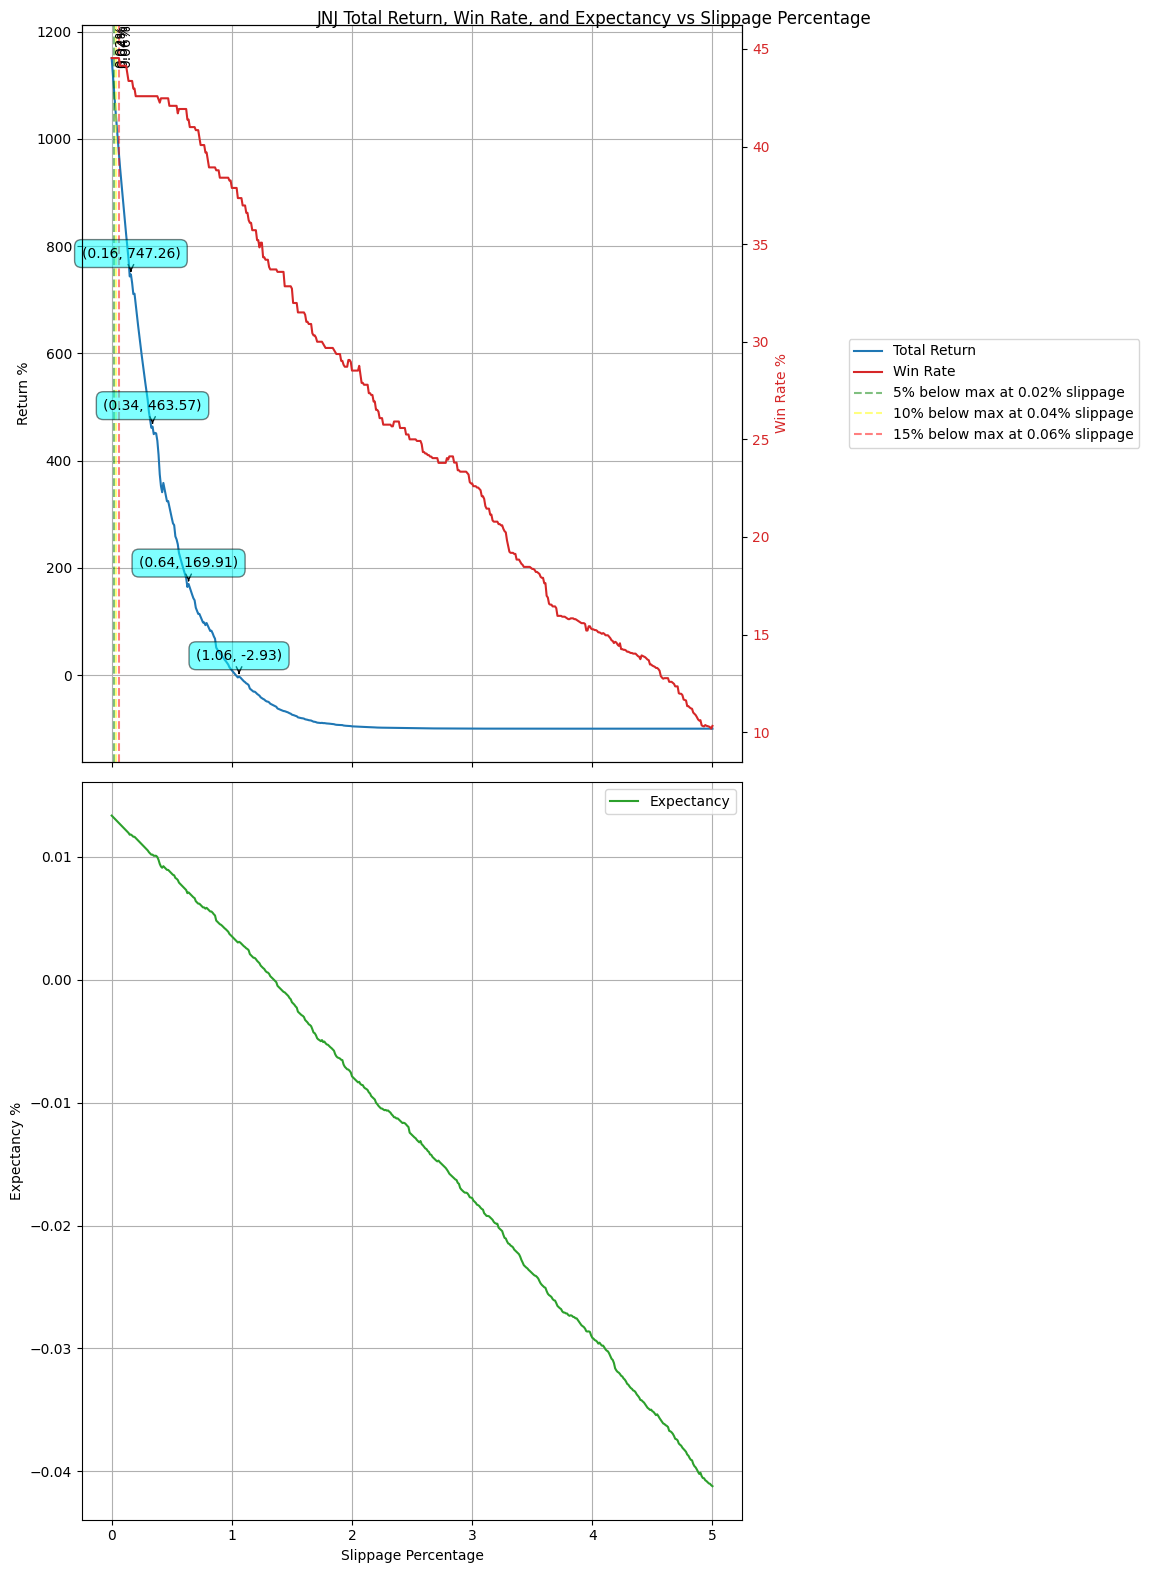 JNJ Total Return, Win Rate, and Expectancy vs Slippage Percentage
1200
1000
800
600
400
200
0
Return %
0.06%
(0.16, 747.26)
(0.34, 463.57)
(0.64, 169.91)
(1.06, -2.93)
45
40
35
30
25
20
15
10
Win Rate %
Total Return
Win Rate
5% below max at 0.02% slippage
10% below max at 0.04% slippage
15% below max at 0.06% slippage
Expectancy
0.01
0.00
−0.01
−0.02
−0.03
−0.04
Expectancy %
0
1
2
3
4
5
Slippage Percentage